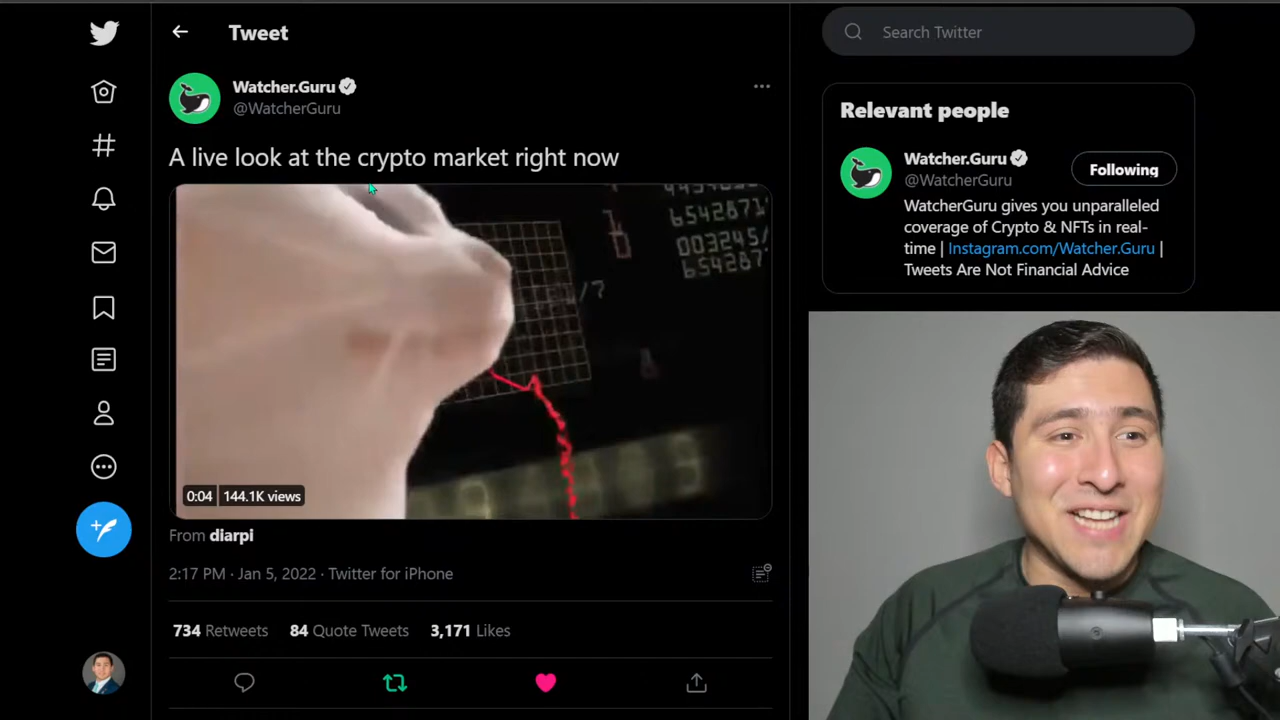 Tweet
Watcher.Guru
@WatcherGuru
A live look at the crypto market right now
6542871
003245/
654287
0:04 144.1K views
From diarpi
2:17 PM · Jan 5, 2022 · Twitter for iPhone
734 Retweets 84 Quote Tweets 3,171 Likes
Search Twitter
Relevant people
Watcher.Guru
@WatcherGuru
Following
WatcherGuru gives you unparalleled
coverage of Crypto & NFTs in real-
time | Instagram.com/Watcher.Guru |
Tweets Are Not Financial Advice